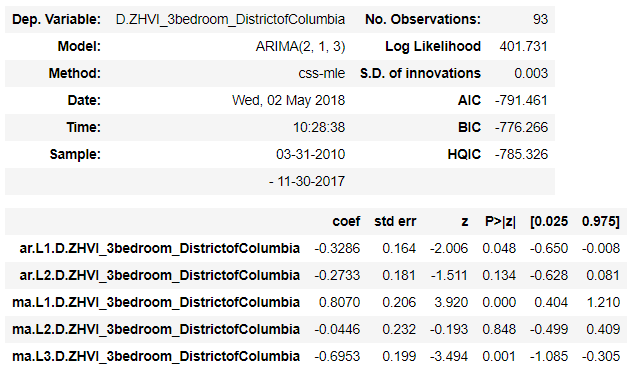 Dep. Variable: D.ZHVI_3bedroom_DistrictofColumbia No. Observations: 93
Model: ARIMA(2, 1, 3) Log Likelihood 401.731
Method: css-mle S.D. of innovations 0.003
Date: Wed, 02 May 2018 AIC -791.461
Time: 10:28:38 BIC -776.266
Sample: 03-31-2010 HQIC -785.326
- 11-30-2017
coef std err z P>|z| [0.025 0.975]
ar.L1.D.ZHVI_3bedroom_DistrictofColumbia -0.3286 0.164 -2.006 0.048 -0.650 -0.008
ar.L2.D.ZHVI_3bedroom_DistrictofColumbia -0.2733 0.181 -1.511 0.134 -0.628 0.081
ma.L1.D.ZHVI_3bedroom_DistrictofColumbia 0.8070 0.206 3.920 0.000 0.404 1.210
ma.L2.D.ZHVI_3bedroom_DistrictofColumbia -0.0446 0.232 -0.193 0.848 -0.499 0.409
ma.L3.D.ZHVI_3bedroom_DistrictofColumbia -0.6953 0.199 -3.494 0.001 -1.085 -0.305